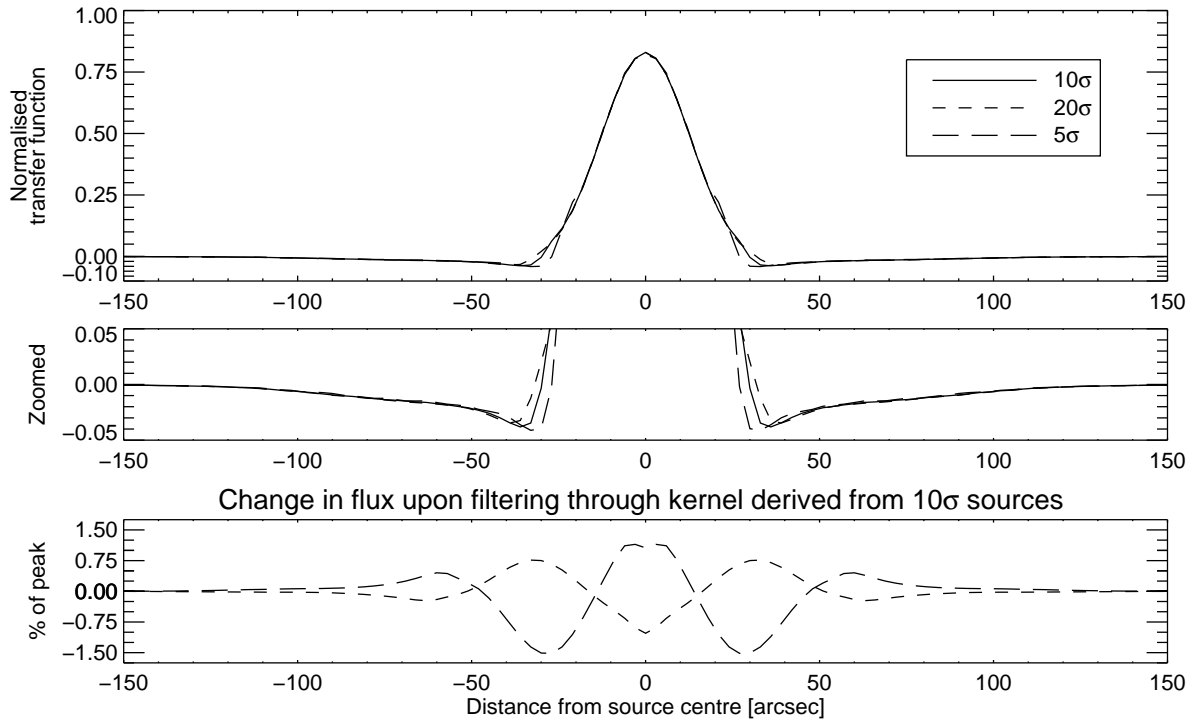 1.00
0.75
0.50
0.25
0.00
−0.10
Normalised
transfer function
10σ
20σ
5σ
−150 −100 −50 0 50 100 150
0.05
0.00
−0.05
Zoomed
−150 −100 −50 0 50 100 150
Change in flux upon filtering through kernel derived from 10σ sources
1.50
0.75
0.00
0.00
−0.75
−1.50
% of peak
−150 −100 −50 0 50 100 150
Distance from source centre [arcsec]